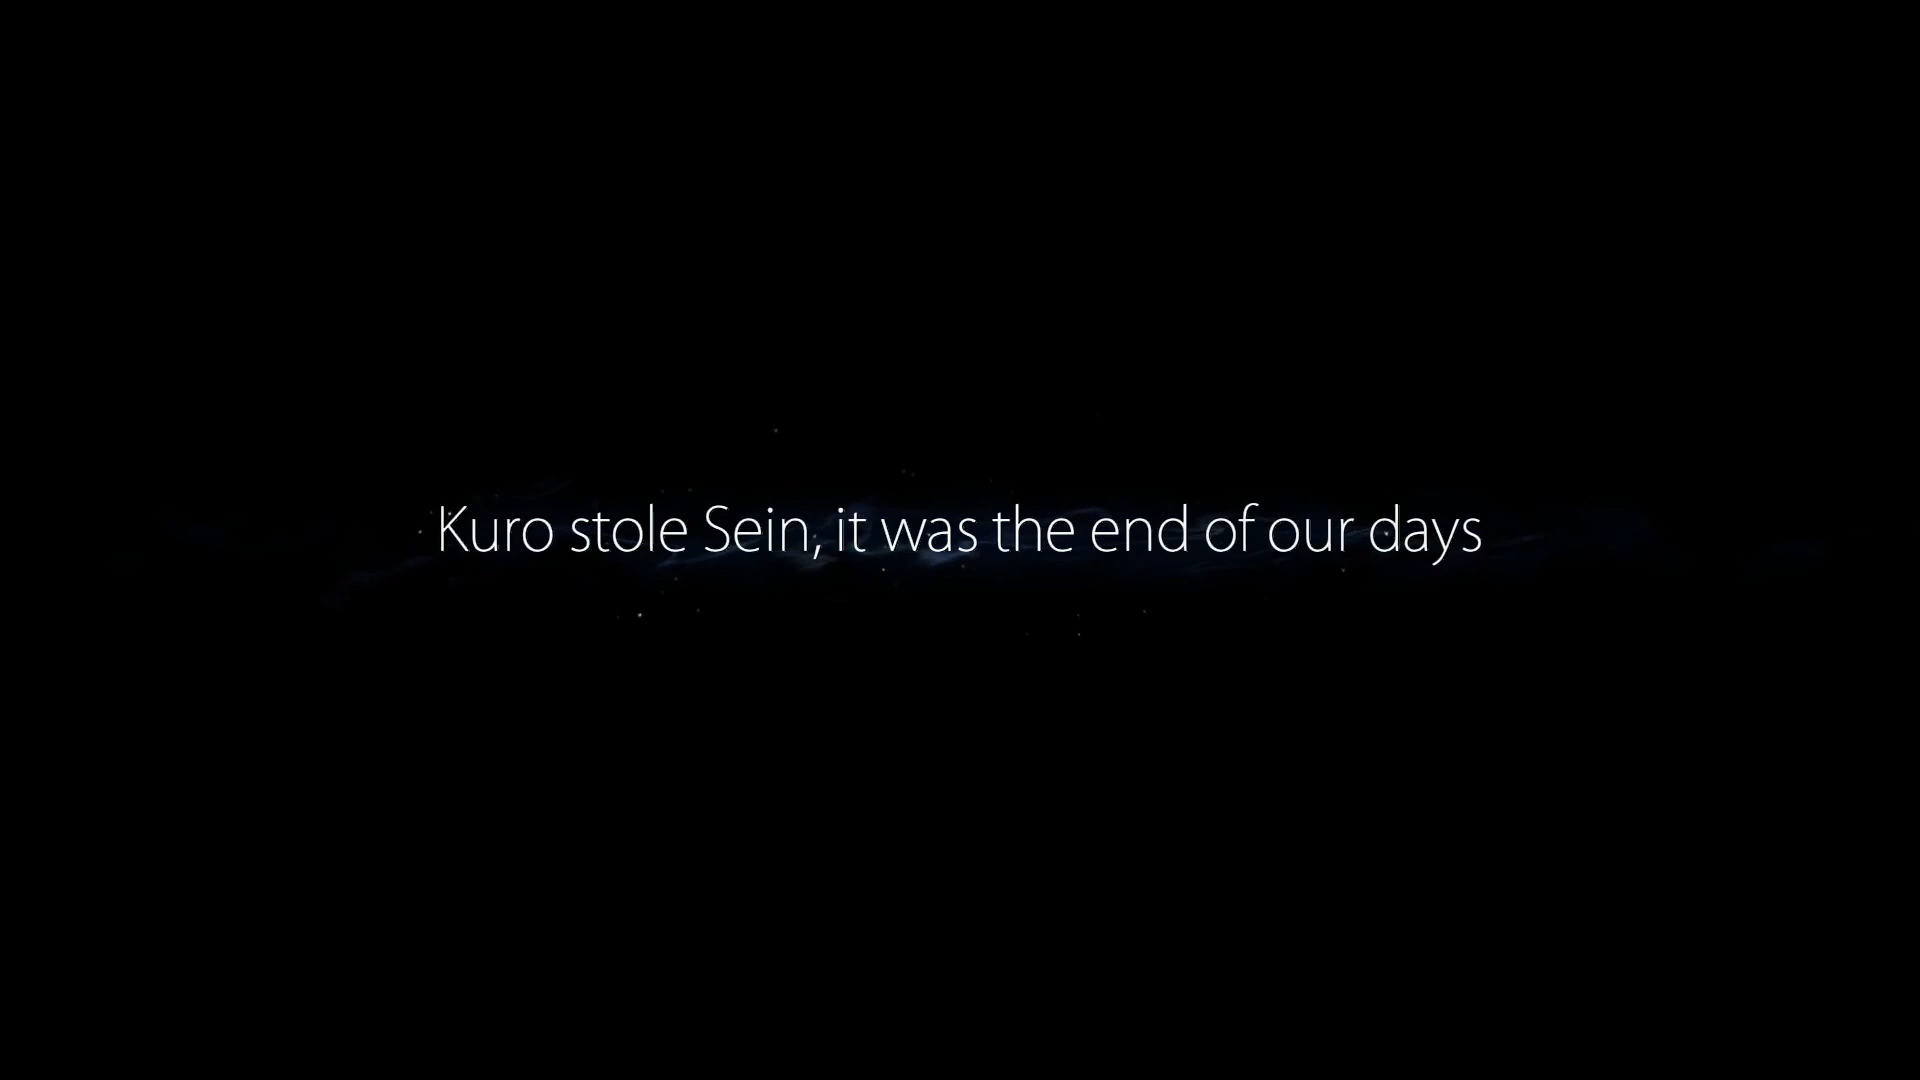 Kuro stole Sein, it was the end of our days